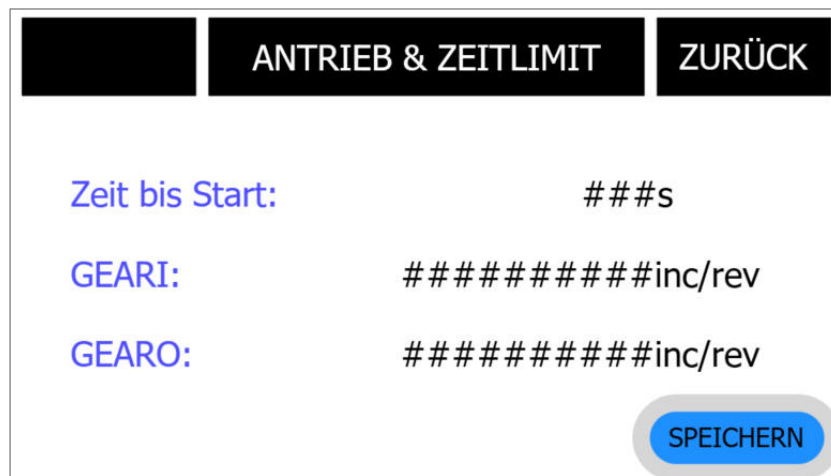 ANTRIEB & ZEITLIMIT ZURÜCK
Zeit bis Start: ###s
GEARI: ##########inc/rev
GEARO: ##########inc/rev
SPEICHERN